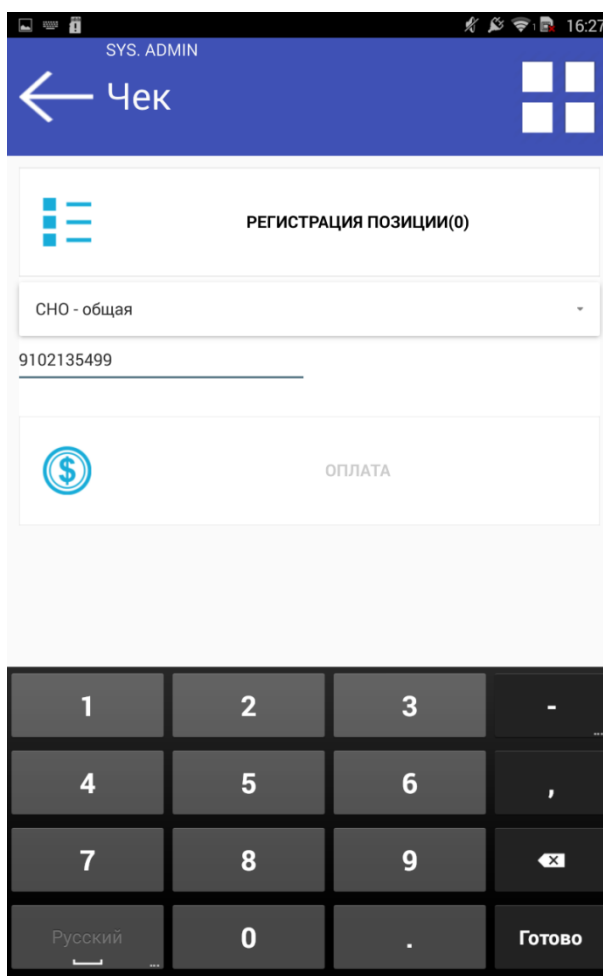 16:27
SYS. ADMIN
Чек
РЕГИСТРАЦИЯ ПОЗИЦИИ(0)
СНО - общая
9102135499
ОПЛАТА
1 2 3 -
4 5 6 ,
7 8 9
Русский 0 . Готово